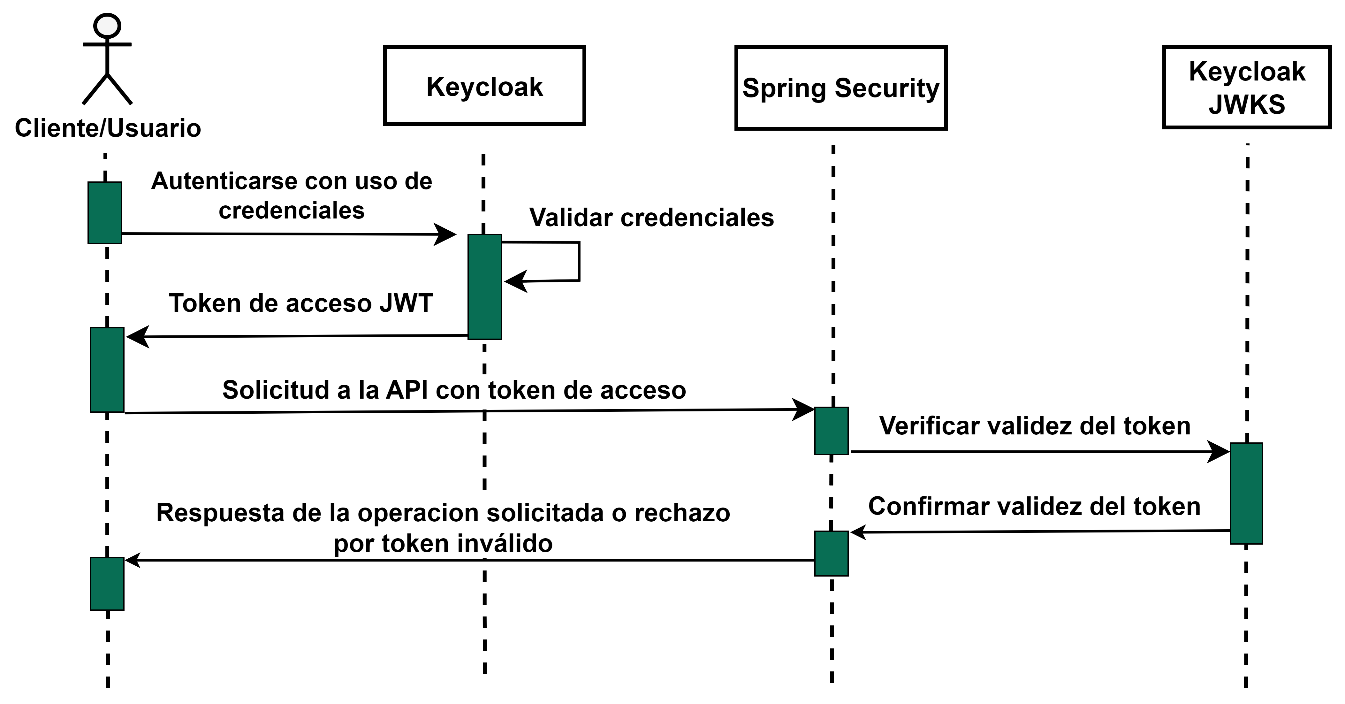 Cliente/Usuario
Keycloak
Spring Security
Keycloak
JWKS
Autenticarse con uso de
credenciales
Validar credenciales
Token de acceso JWT
Solicitud a la API con token de acceso
Verificar validez del token
Confirmar validez del token
Respuesta de la operacion solicitada o rechazo
por token inválido